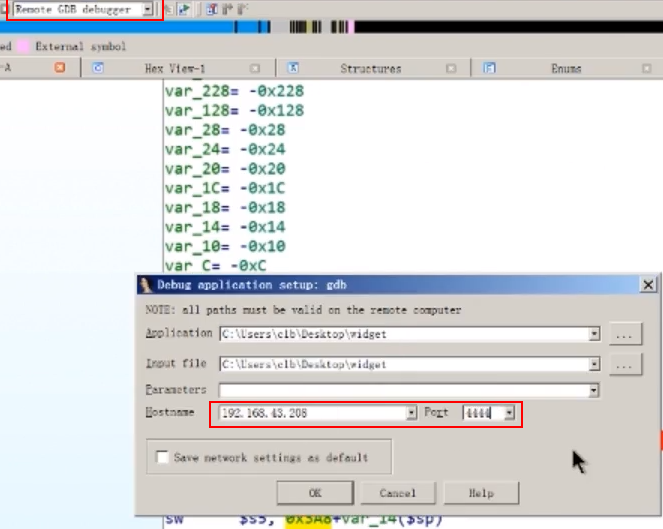 Remote GDB debugger
ed External symbol
-A Hex View-1 Structures Enums
var_228= -0x228
var_128= -0x128
var_28= -0x28
var_24= -0x24
var_20= -0x20
var_1C= -0x1C
var_18= -0x18
var_14= -0x14
var_10= -0x10
var_C= -0xC
Debug application setup: gdb
NOTE: all paths must be valid on the remote computer
Application C:\Users\clb\Desktop\widget ...
Input file C:\Users\clb\Desktop\widget ...
Parameters
Hostname 192.168.43.208 Port 4444
Save network settings as default
OK Cancel Help
sw $s5, 0x3A8+var_14($sp)